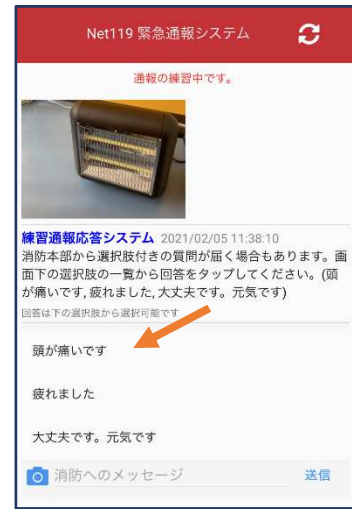 Net119 緊急通報システム
通報の練習中です。
練習通報応答システム 2021/02/05 11:38:10
消防本部から選択肢付きの質問が届く場合もあります。画
面下の選択肢の一覧から回答をタップしてください。(頭
が痛いです,疲れました,大丈夫です。元気です)
回答は下の選択肢から選択可能です
頭が痛いです
疲れました
大丈夫です。元気です
消防へのメッセージ 送信